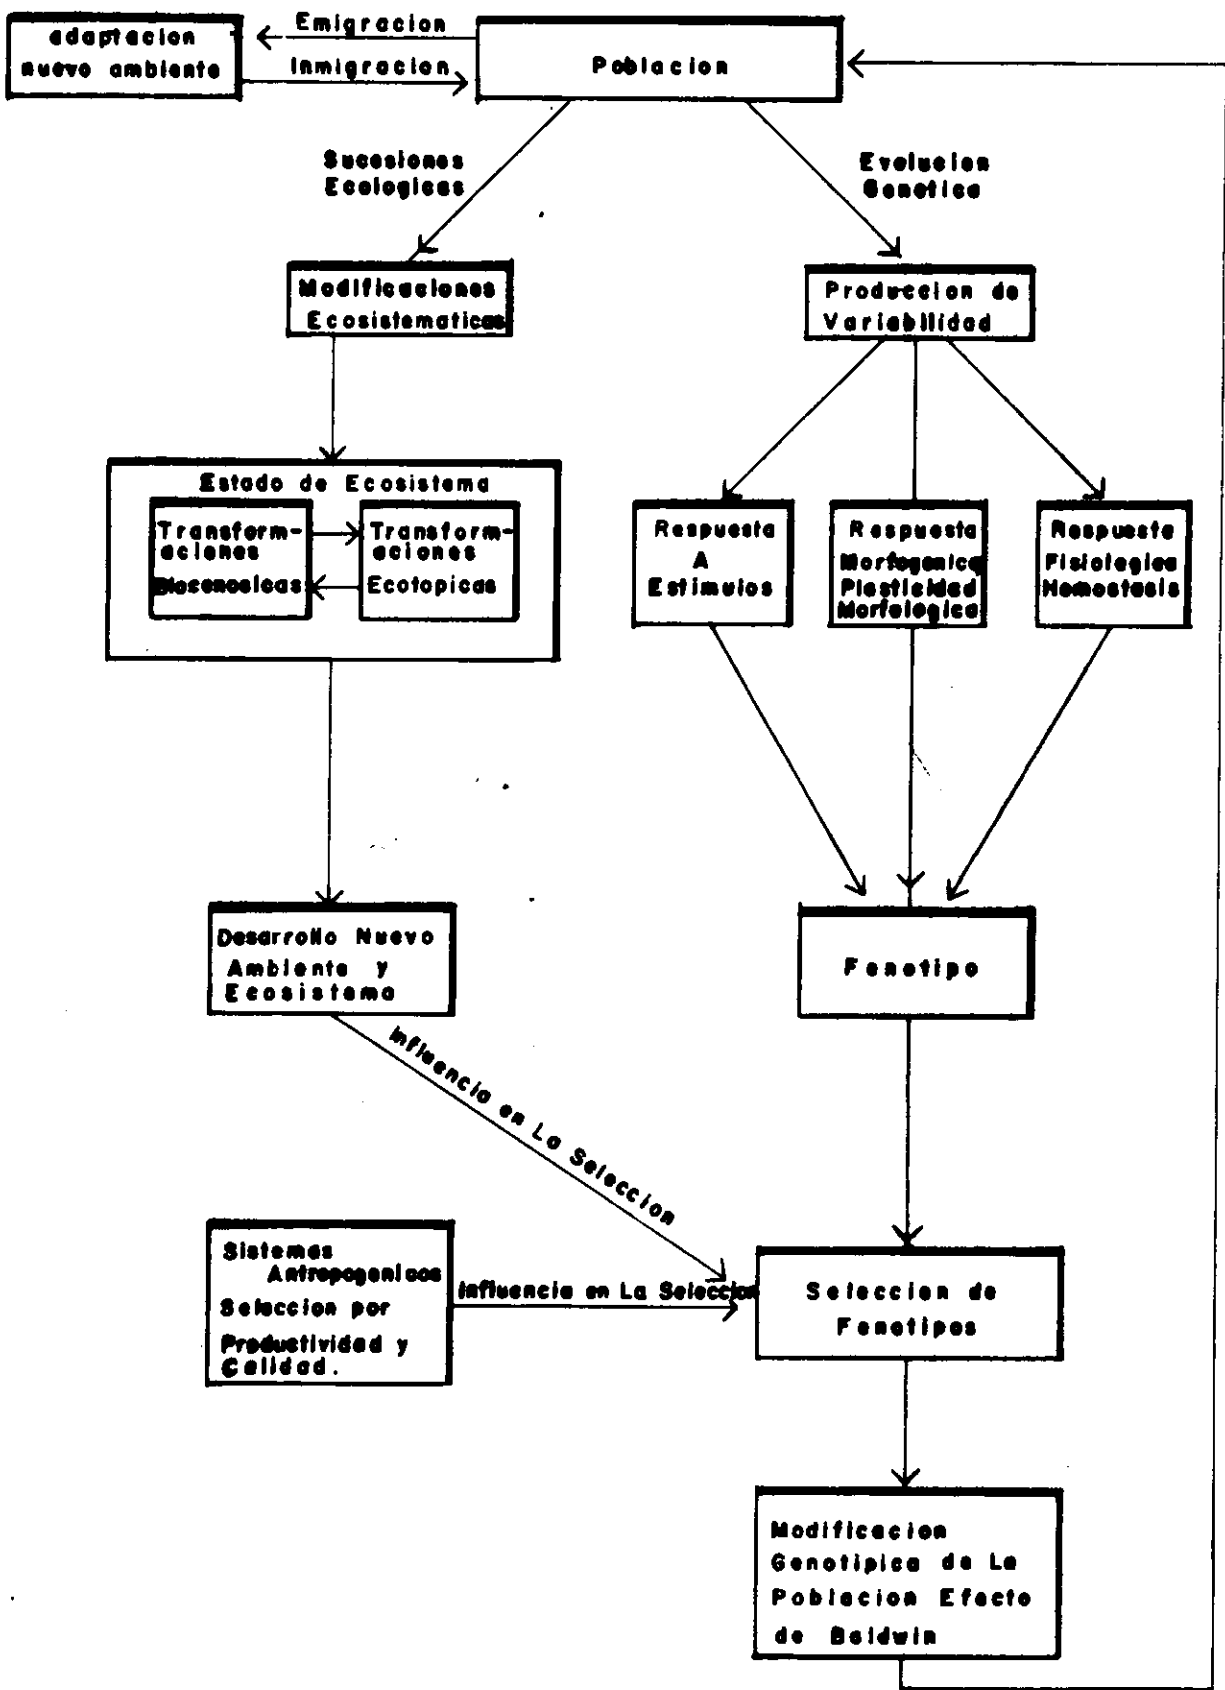 adaptacion
nuevo ambiente
Emigracion
Inmigracion
Poblacion
Sucesiones
Ecologicas
Evolucion
Genetica
Modificaciones
Ecosistematicas
Produccion de
Variabilidad
Estado de Ecosistema
Transform-
aciones
Biocenosicas
Transform-
aciones
Ecotopicas
Respuesta
A
Estimulos
Respuesta
Morfogenica
Plasticidad
Morfologica
Respuesta
Fisiologica
Homostasis
Desarrollo Nuevo
Ambiente y
Ecosistema
Fenotipo
Influencia en La Seleccion
Sistemas
Antropogenicos
Seleccion por
Productividad y
Calidad.
Influencia en La Seleccion
Seleccion de
Fenotipos
Modificacion
Genotipica de La
Poblacion Efecto
de Baldwin